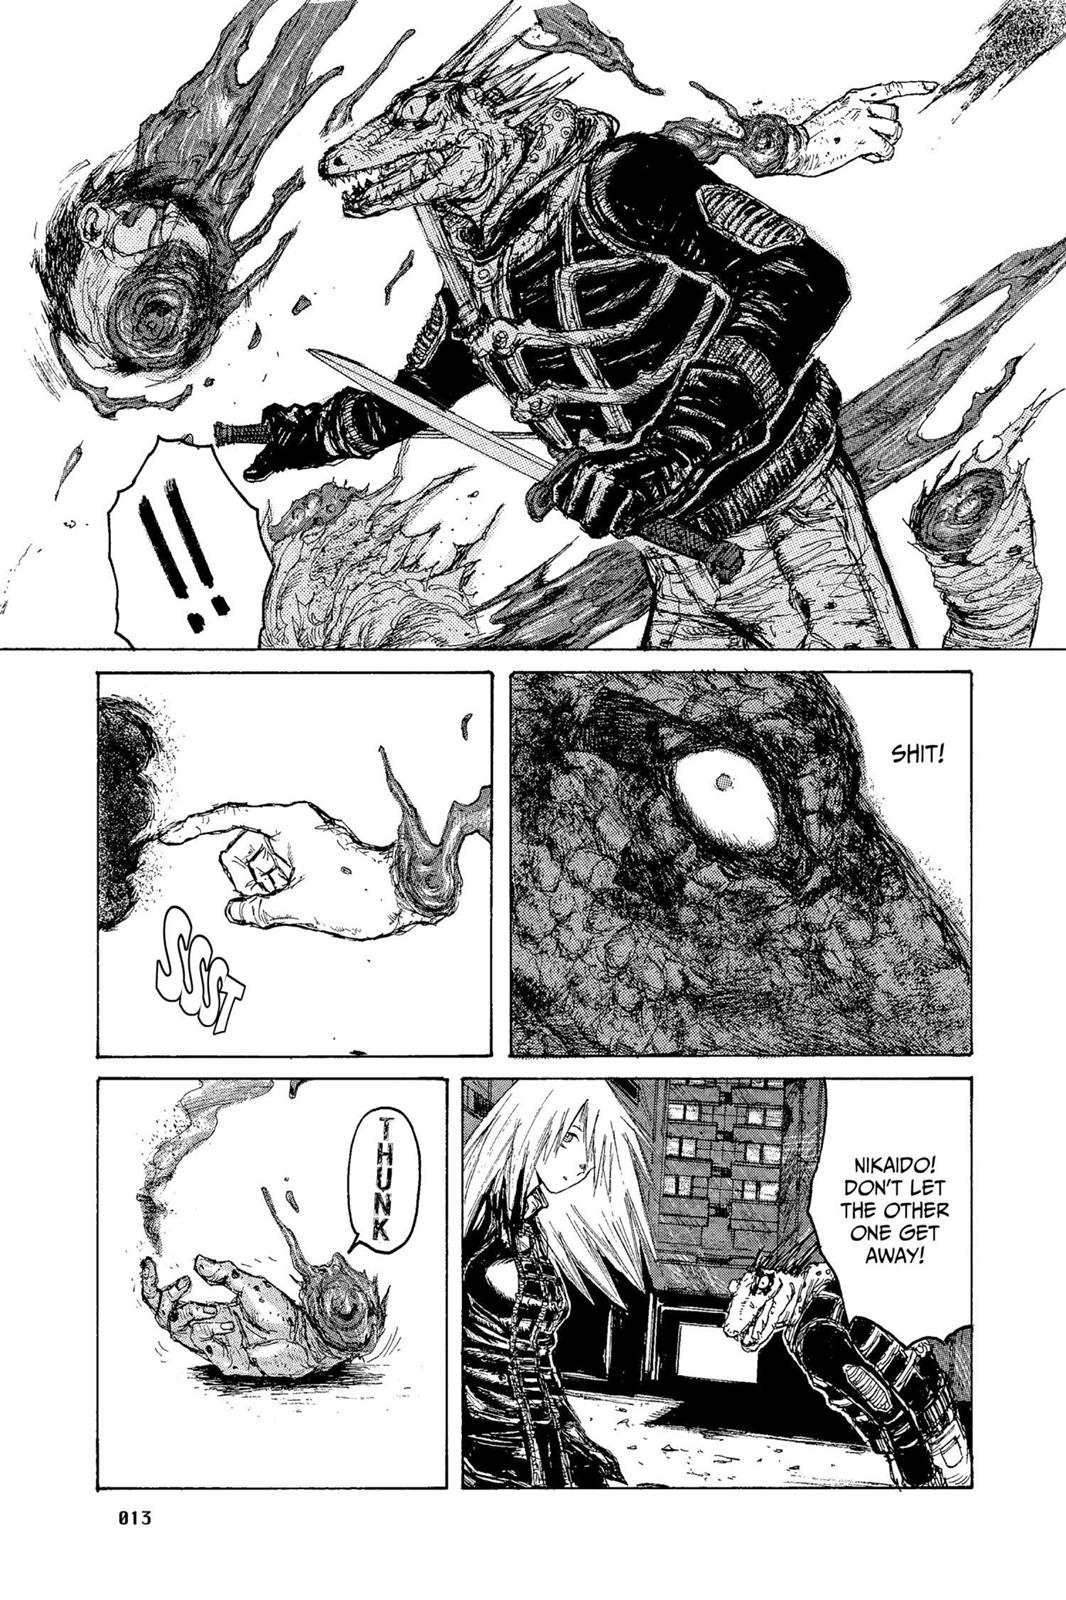 !!
SHIT!
SSST
NIKAIDO!
DON'T LET
THE OTHER
ONE GET
AWAY!
THUNK
013